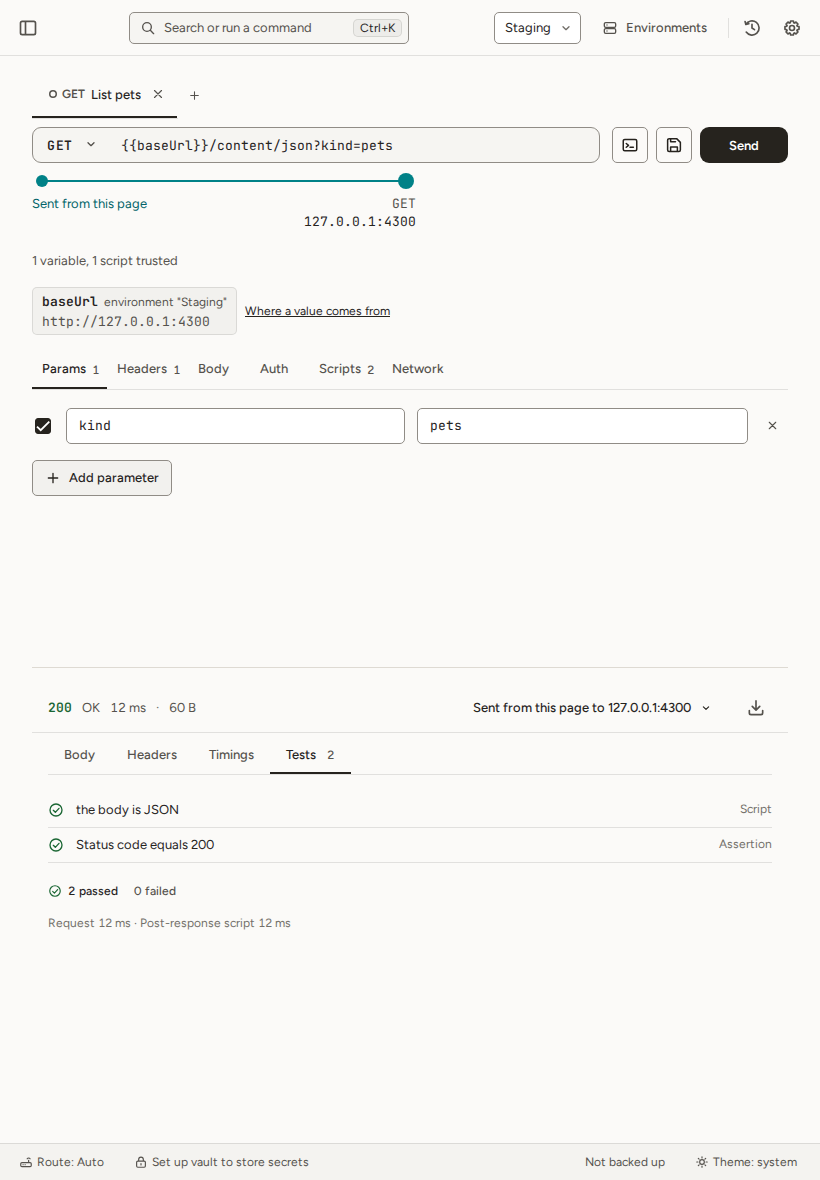 Search or run a command Ctrl+K Staging Environments
GET List pets
GET {{baseUrl}}/content/json?kind=pets Send
Sent from this page GET
127.0.0.1:4300
1 variable, 1 script trusted
baseUrl environment "Staging"
http://127.0.0.1:4300
Where a value comes from
Params 1 Headers 1 Body Auth Scripts 2 Network
kind pets
Add parameter
200 OK 12 ms · 60 B Sent from this page to 127.0.0.1:4300
Body Headers Timings Tests 2
the body is JSON Script
Status code equals 200 Assertion
2 passed 0 failed
Request 12 ms · Post-response script 12 ms
Route: Auto Set up vault to store secrets Not backed up Theme: system